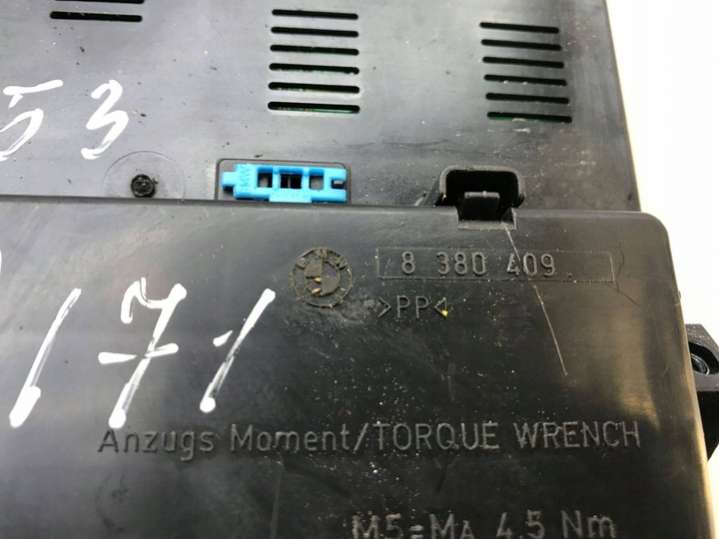 53
8 380 409
>PP<
171
Anzugs Moment/TORQUE WRENCH
M5=MA 4.5 Nm